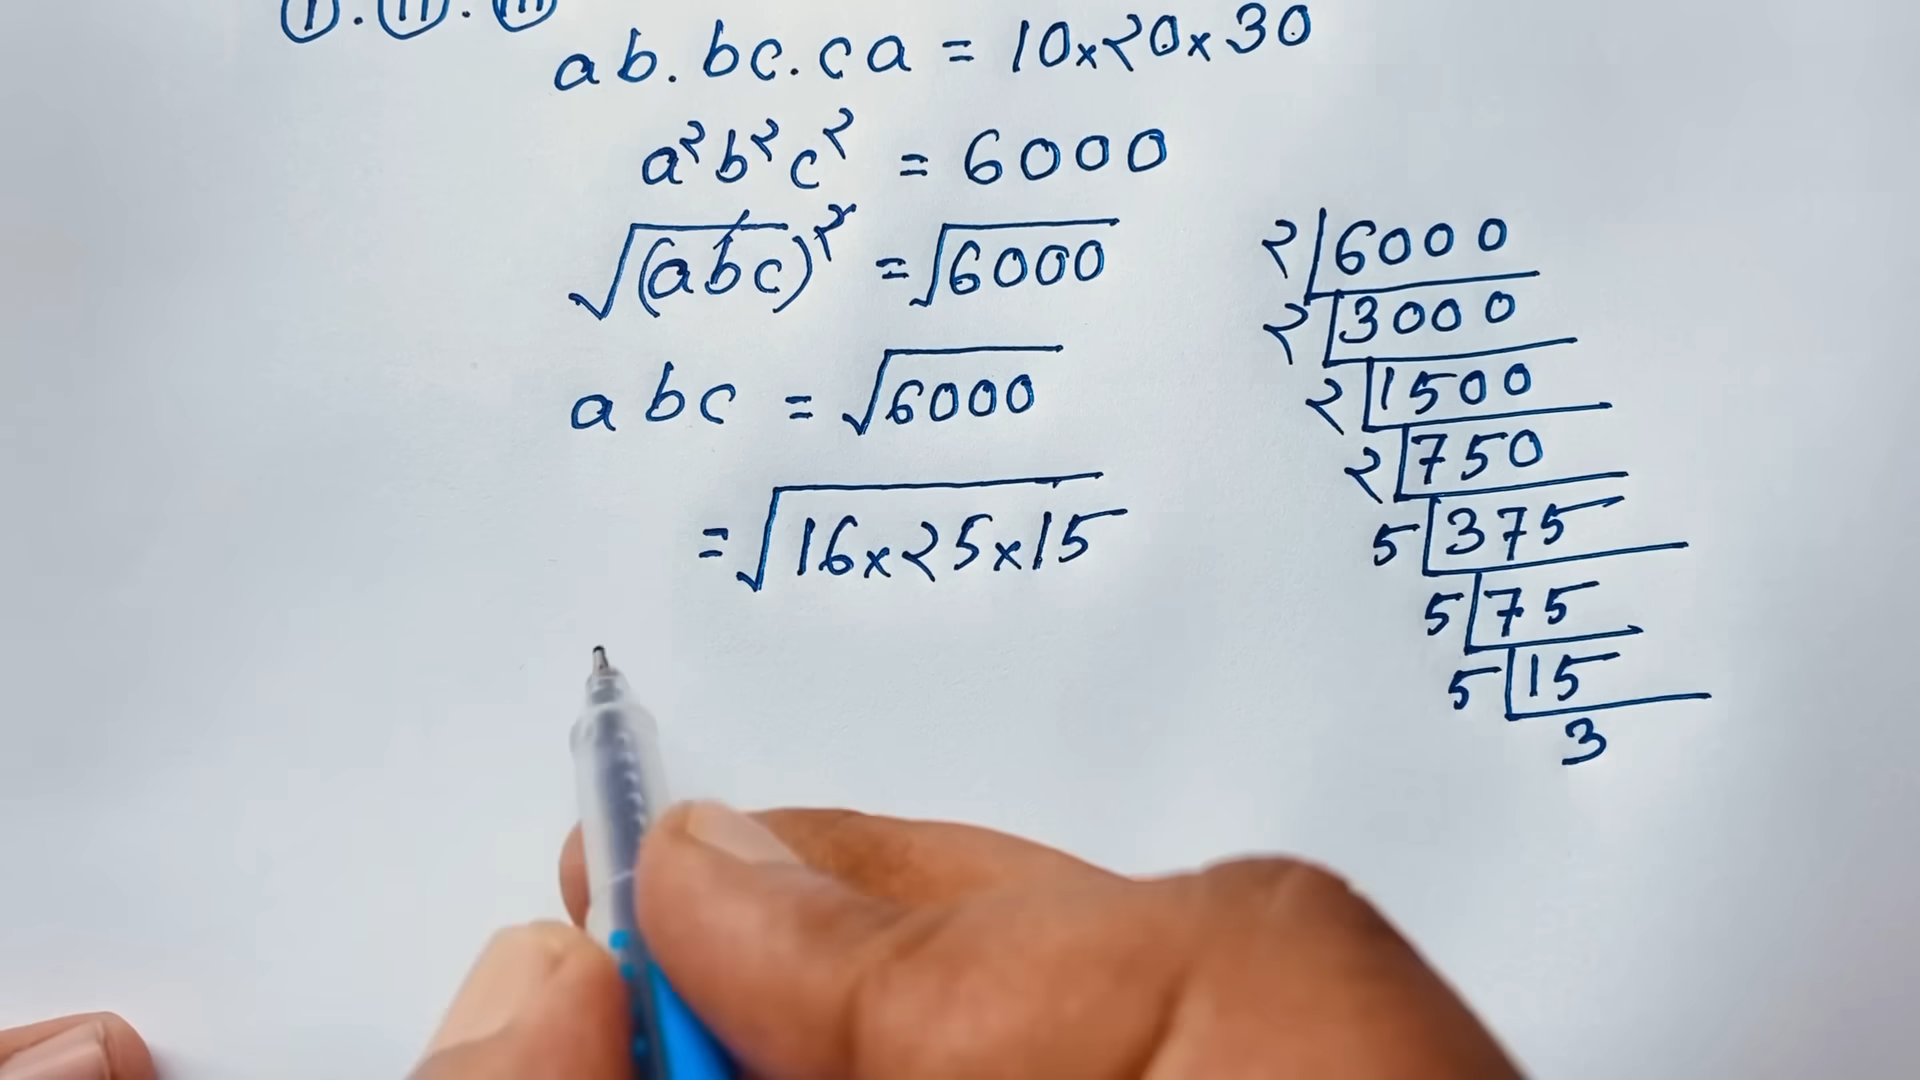 Ⓘ . Ⓘ Ⓘ . Ⓘ Ⓘ Ⓘ
ab . bc . ca = 10 × 20 × 30
a²b²c² = 6000
√(abc)² = √6000
abc = √6000
= √16 × 25 × 15
2 | 6000
2 | 3000
2 | 1500
2 | 750
5 | 375
5 | 75
5 | 15
3